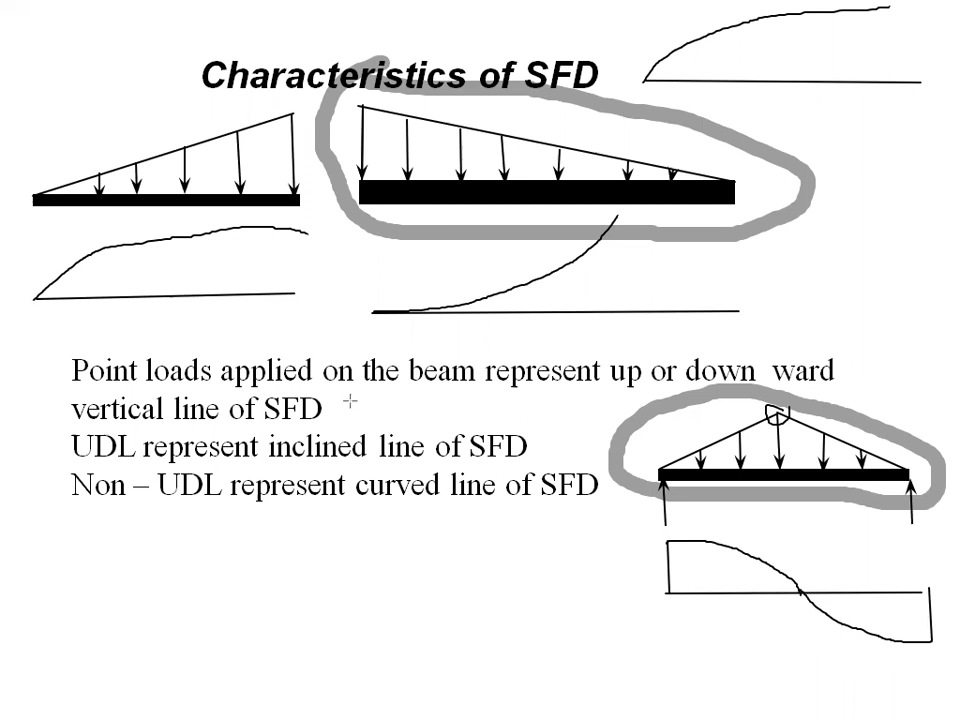 Characteristics of SFD
Point loads applied on the beam represent up or down ward
vertical line of SFD
UDL represent inclined line of SFD
Non – UDL represent curved line of SFD